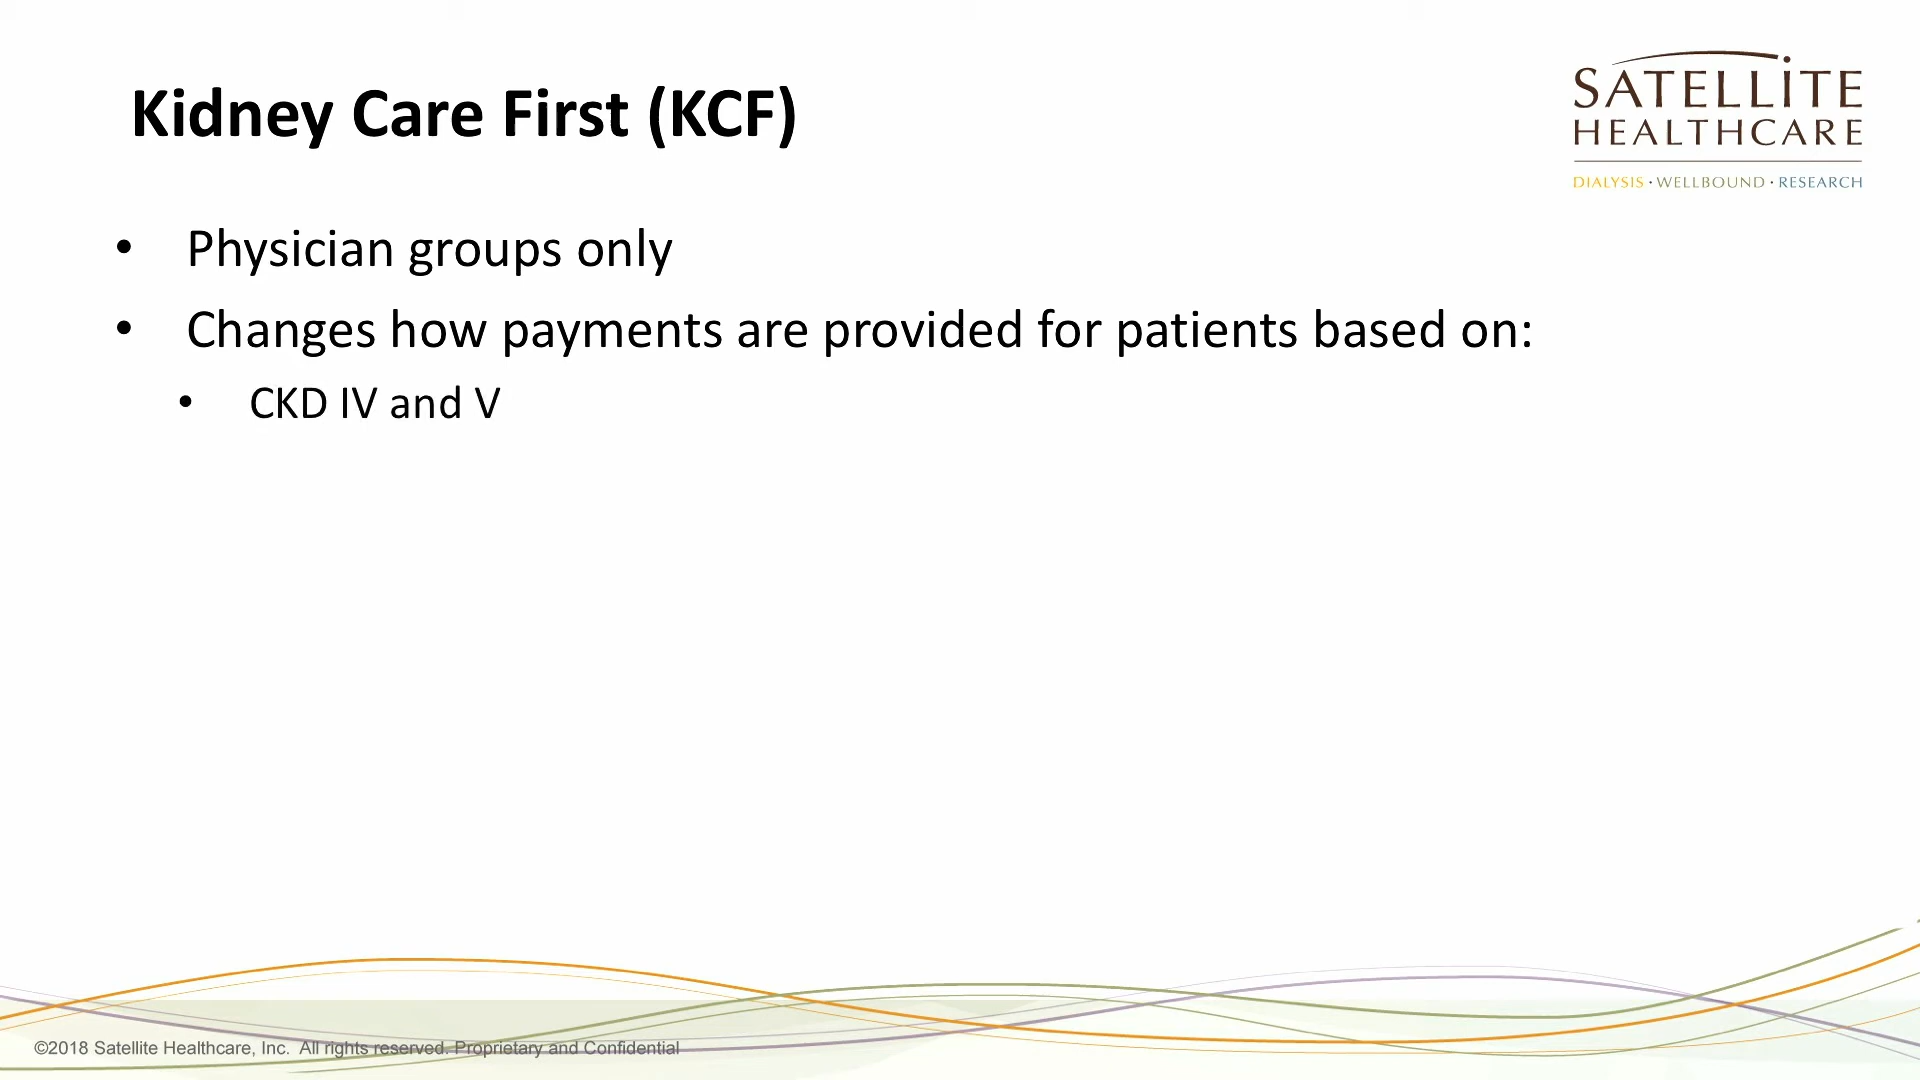 Kidney Care First (KCF)
SATELLiTE
HEALTHCARE
DIALYSIS · WELLBOUND · RESEARCH
• Physician groups only
• Changes how payments are provided for patients based on:
• CKD IV and V
©2018 Satellite Healthcare, Inc. All rights reserved. Proprietary and Confidential